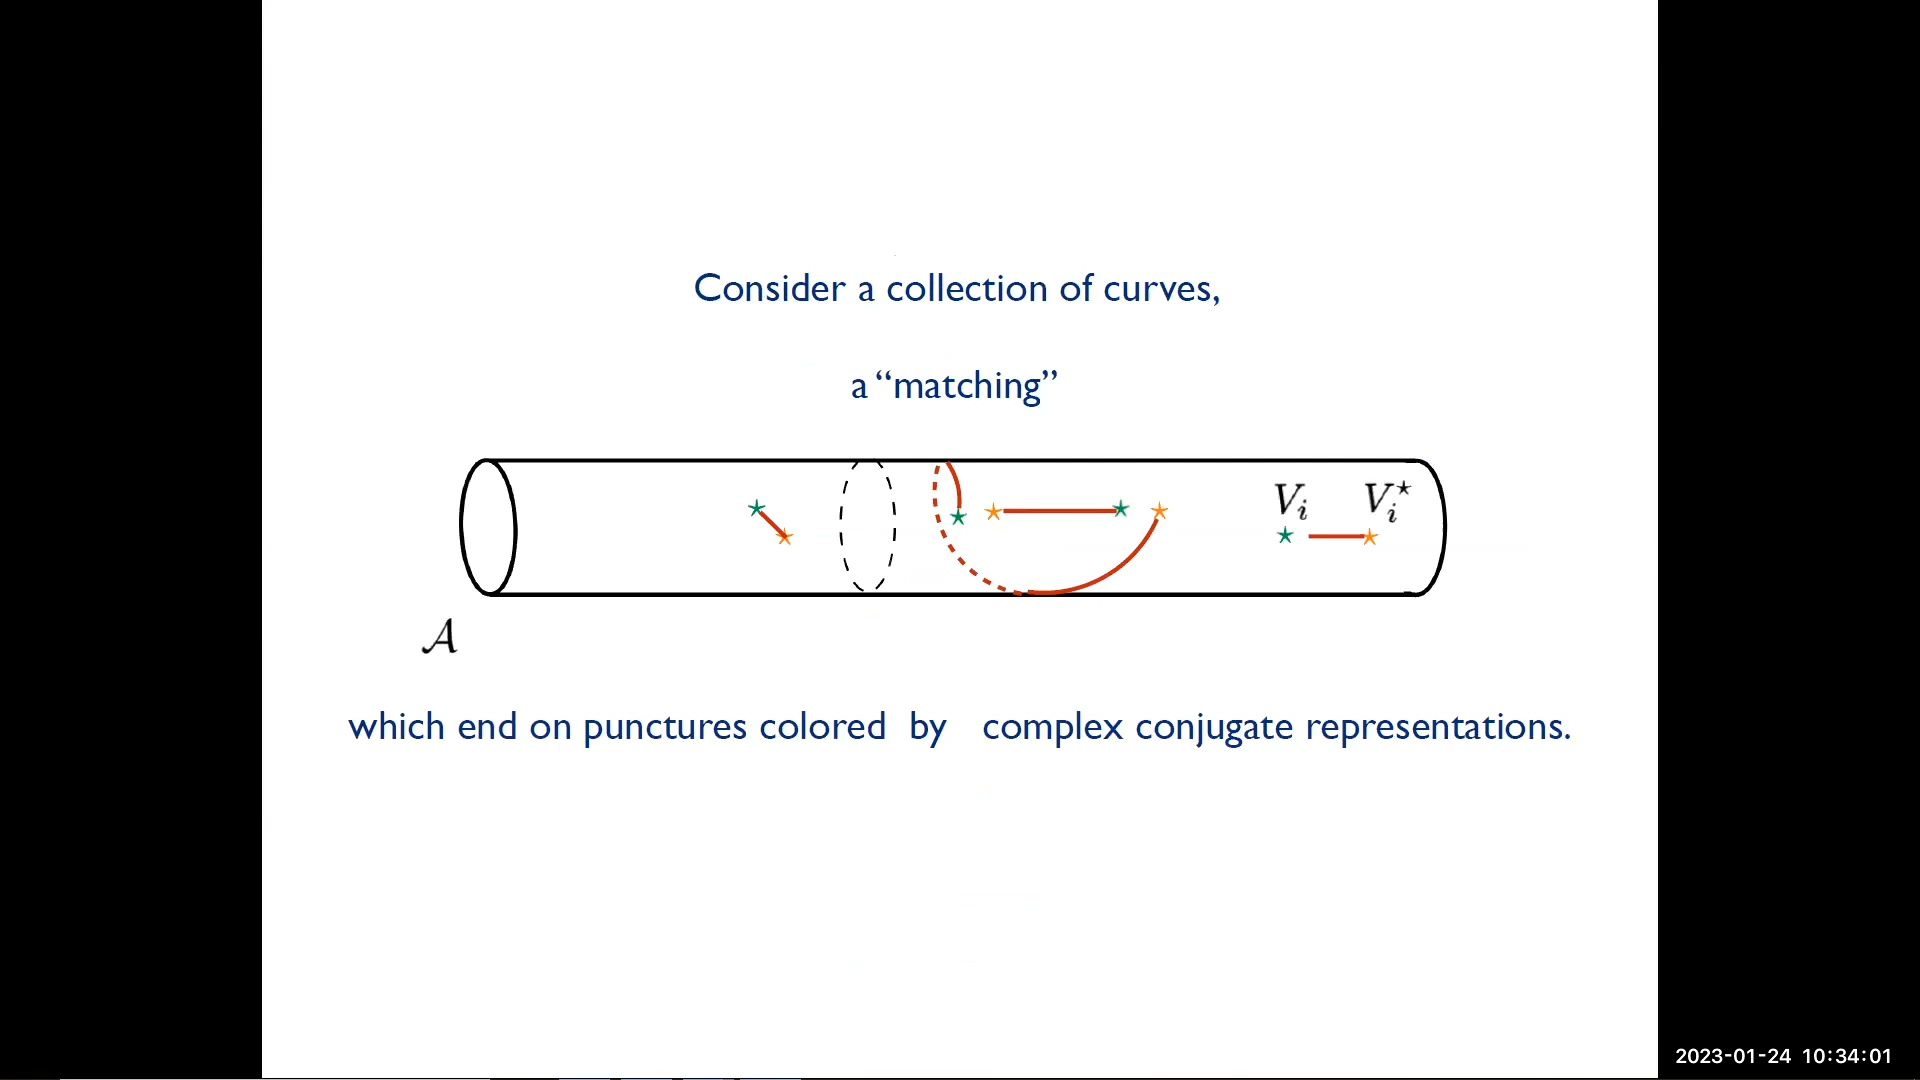 Consider a collection of curves,
a “matching”
V_i V_i^⋆
𝒜
which end on punctures colored by complex conjugate representations.
2023-01-24 10:34:01